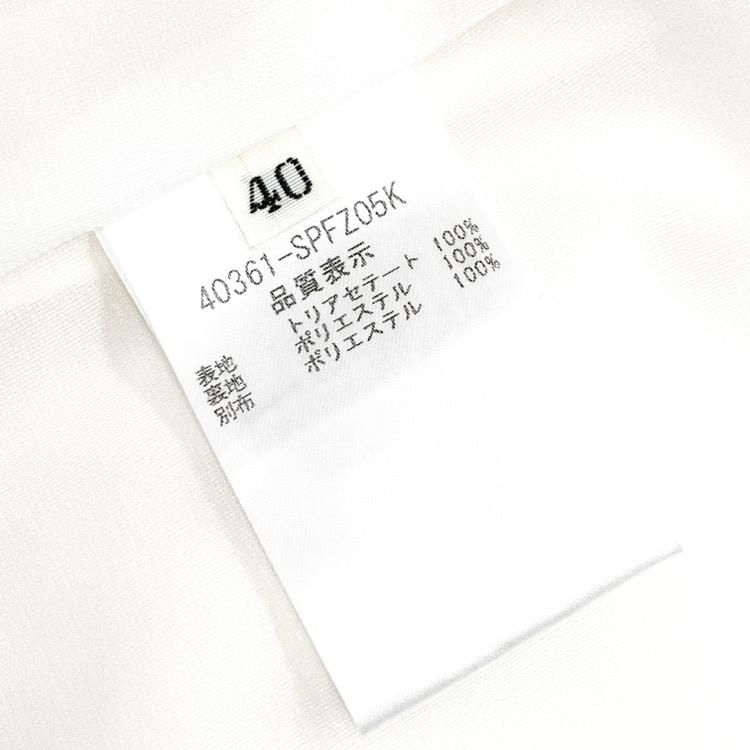 40
40361-SPFZ05K
品質表示
表地 トリアセテート 100%
裏地 ポリエステル 100%
別布 ポリエステル 100%